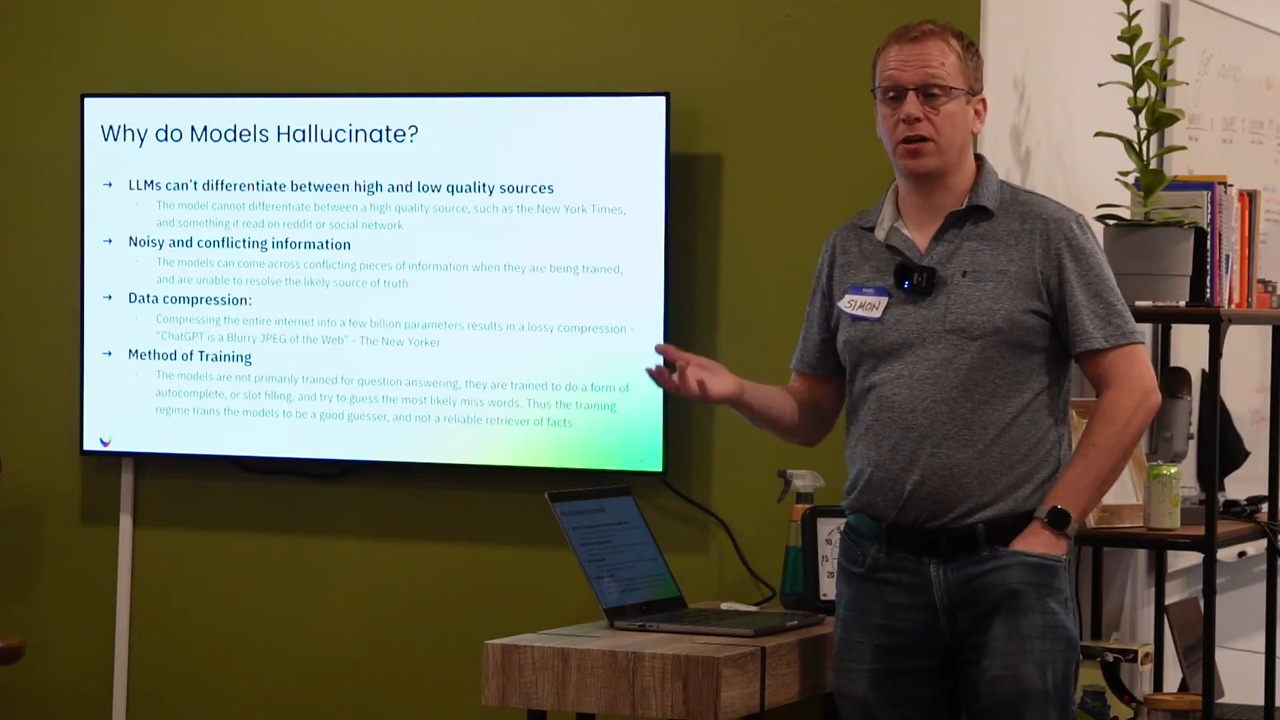 Why do Models Hallucinate?
→ LLMs can't differentiate between high and low quality sources
The model cannot differentiate between a high quality source, such as the New York Times,
and something it read on reddit or social network
→ Noisy and conflicting information
The models can come across conflicting pieces of information when they are being trained,
and are unable to resolve the likely source of truth
→ Data compression:
Compressing the entire internet into a few billion parameters results in a lossy compression -
"ChatGPT is a Blurry JPEG of the Web" - The New Yorker
→ Method of Training
The models are not primarily trained for question answering, they are trained to do a form of
autocomplete, or slot filling, and try to guess the most likely miss words. Thus the training
regime trains the models to be a good guesser, and not a reliable retriever of facts
SIMON
10
15
20